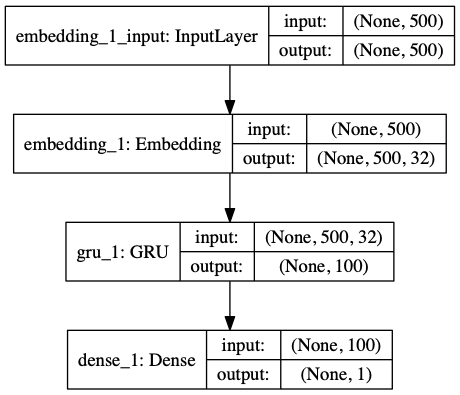 embedding_1_input: InputLayer
input: (None, 500)
output: (None, 500)
embedding_1: Embedding
input: (None, 500)
output: (None, 500, 32)
gru_1: GRU
input: (None, 500, 32)
output: (None, 100)
dense_1: Dense
input: (None, 100)
output: (None, 1)